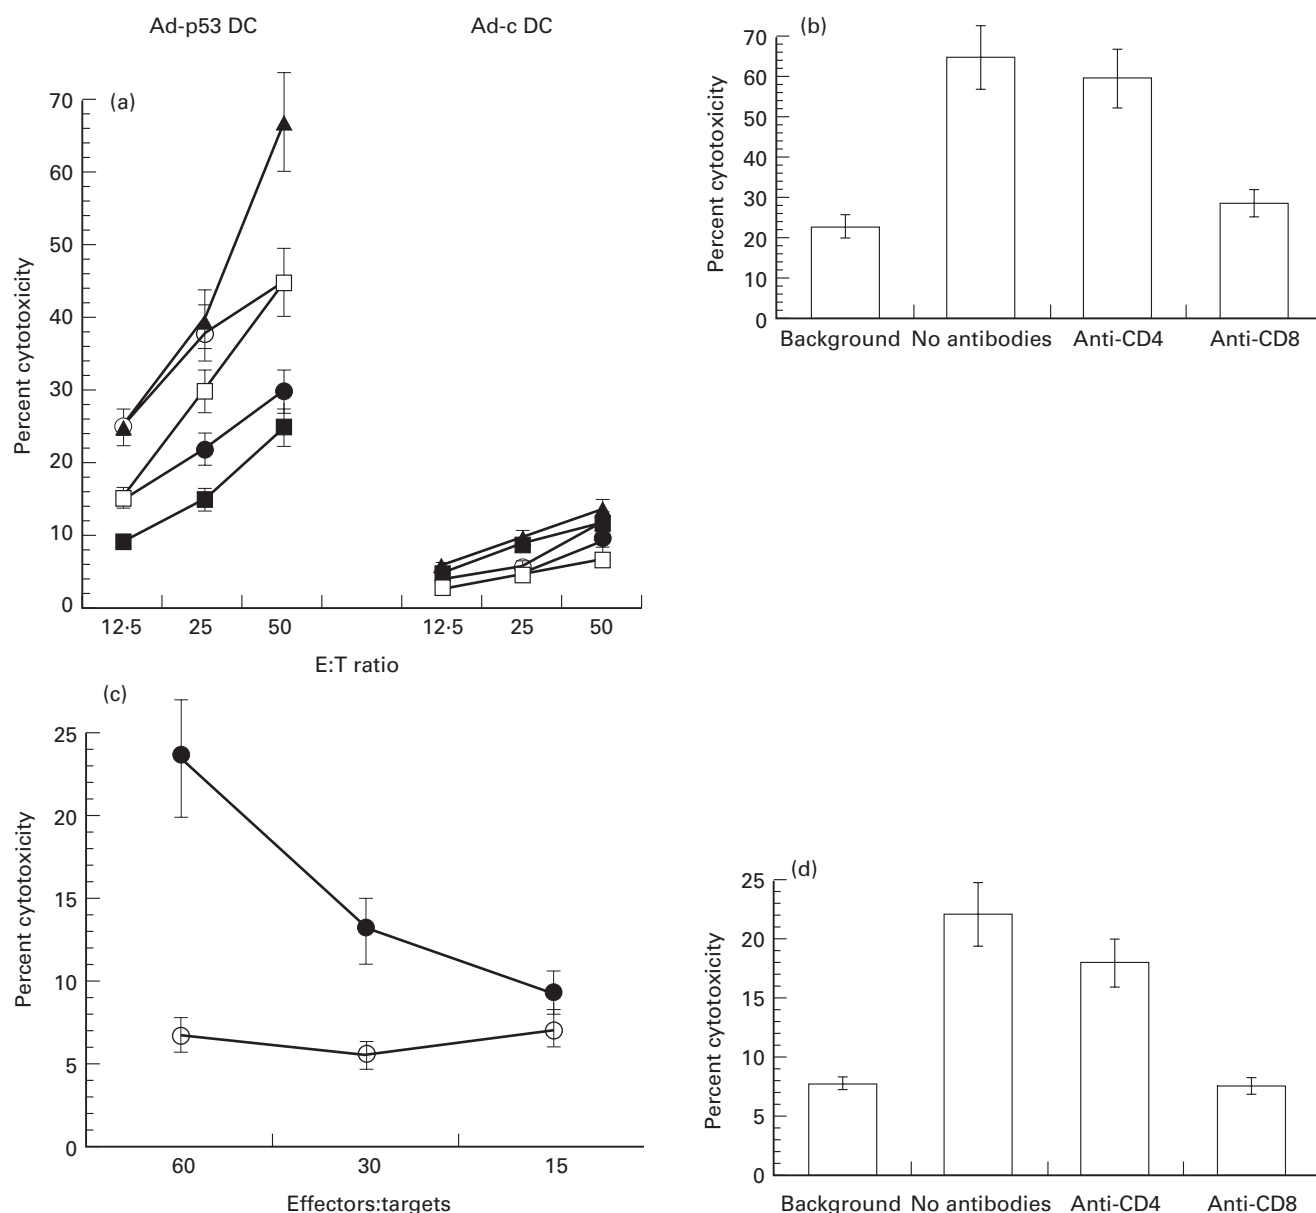 Ad-p53 DC
Ad-c DC
(a)
Percent cytotoxicity
70
60
50
40
30
20
10
0
12·5
25
50
12·5
25
50
E:T ratio
(b)
Percent cytotoxicity
70
60
50
40
30
20
10
0
Background
No antibodies
Anti-CD4
Anti-CD8
(c)
Percent cytotoxicity
25
20
15
10
5
0
60
30
15
Effectors:targets
(d)
Percent cytotoxicity
25
20
15
10
5
0
Background
No antibodies
Anti-CD4
Anti-CD8